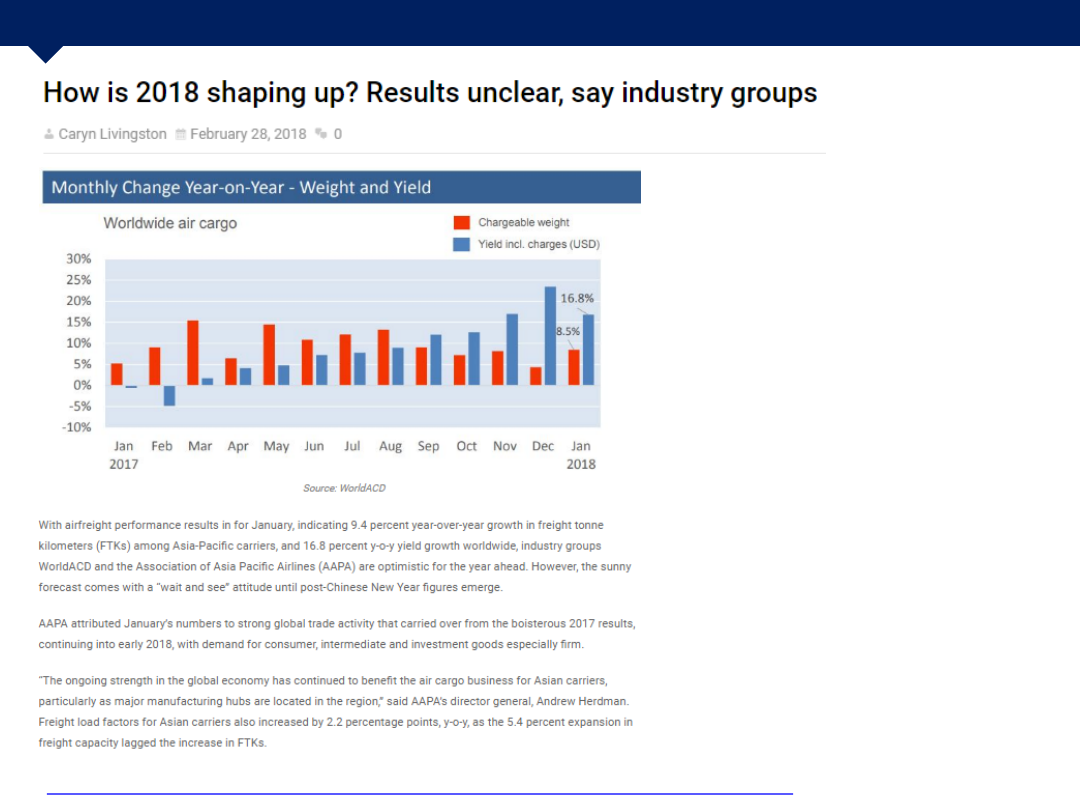 How is 2018 shaping up? Results unclear, say industry groups
Caryn Livingston February 28, 2018 0
Monthly Change Year-on-Year - Weight and Yield
Worldwide air cargo
Chargeable weight
Yield incl. charges (USD)
30%
25%
20%
15%
10%
5%
0%
-5%
-10%
16.8%
8.5%
Jan Feb Mar Apr May Jun Jul Aug Sep Oct Nov Dec Jan
2017 2018
Source: WorldACD
With airfreight performance results in for January, indicating 9.4 percent year-over-year growth in freight tonne
kilometers (FTKs) among Asia-Pacific carriers, and 16.8 percent y-o-y yield growth worldwide, industry groups
WorldACD and the Association of Asia Pacific Airlines (AAPA) are optimistic for the year ahead. However, the sunny
forecast comes with a "wait and see" attitude until post-Chinese New Year figures emerge.
AAPA attributed January's numbers to strong global trade activity that carried over from the boisterous 2017 results,
continuing into early 2018, with demand for consumer, intermediate and investment goods especially firm.
"The ongoing strength in the global economy has continued to benefit the air cargo business for Asian carriers,
particularly as major manufacturing hubs are located in the region," said AAPA's director general, Andrew Herdman.
Freight load factors for Asian carriers also increased by 2.2 percentage points, y-o-y, as the 5.4 percent expansion in
freight capacity lagged the increase in FTKs.